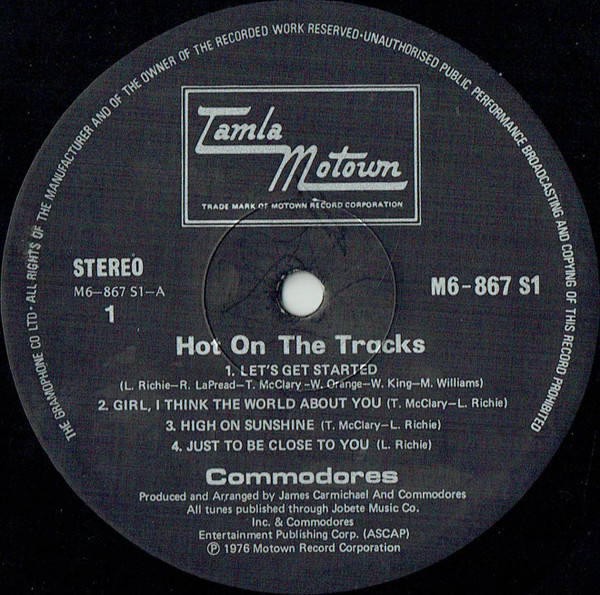 THE GRAMOPHONE CO LTD · ALL RIGHTS OF THE MANUFACTURER AND OF THE OWNER OF THE RECORDED WORK RESERVED · UNAUTHORISED PUBLIC PERFORMANCE BROADCASTING AND COPYING OF THIS RECORD PROHIBITED
Tamla
Motown
TRADE MARK OF MOTOWN RECORD CORPORATION
STEREO
M6-867 S1-A
1
M6-867 S1
Hot On The Tracks
1. LET'S GET STARTED
(L. Richie-R. LaPread-T. McClary-W. Orange-W. King-M. Williams)
2. GIRL, I THINK THE WORLD ABOUT YOU (T. McClary-L. Richie)
3. HIGH ON SUNSHINE (T. McClary-L. Richie)
4. JUST TO BE CLOSE TO YOU (L. Richie)
Commodores
Produced and Arranged by James Carmichael And Commodores
All tunes published through Jobete Music Co.
Inc. & Commodores
Entertainment Publishing Corp. (ASCAP)
℗ 1976 Motown Record Corporation